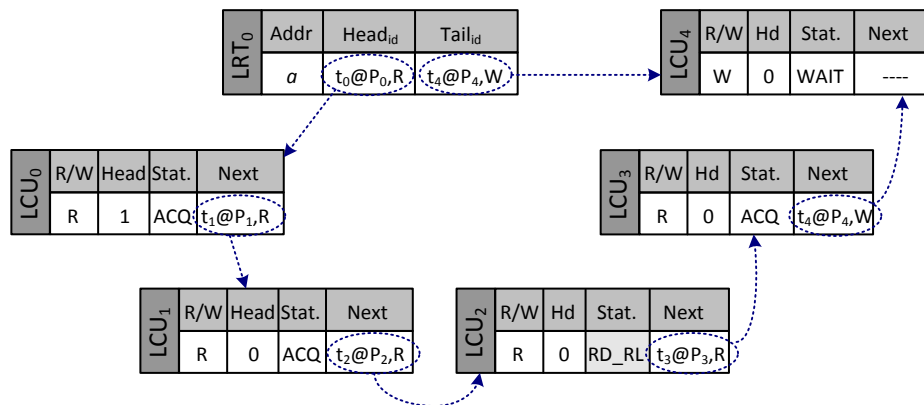 LRT0 Addr Headid Tailid
a t0@P0,R t4@P4,W
LCU4 R/W Hd Stat. Next
W 0 WAIT ----
LCU0 R/W Head Stat. Next
R 1 ACQ t1@P1,R
LCU3 R/W Hd Stat. Next
R 0 ACQ t4@P4,W
LCU1 R/W Head Stat. Next
R 0 ACQ t2@P2,R
LCU2 R/W Hd Stat. Next
R 0 RD_RL t3@P3,R